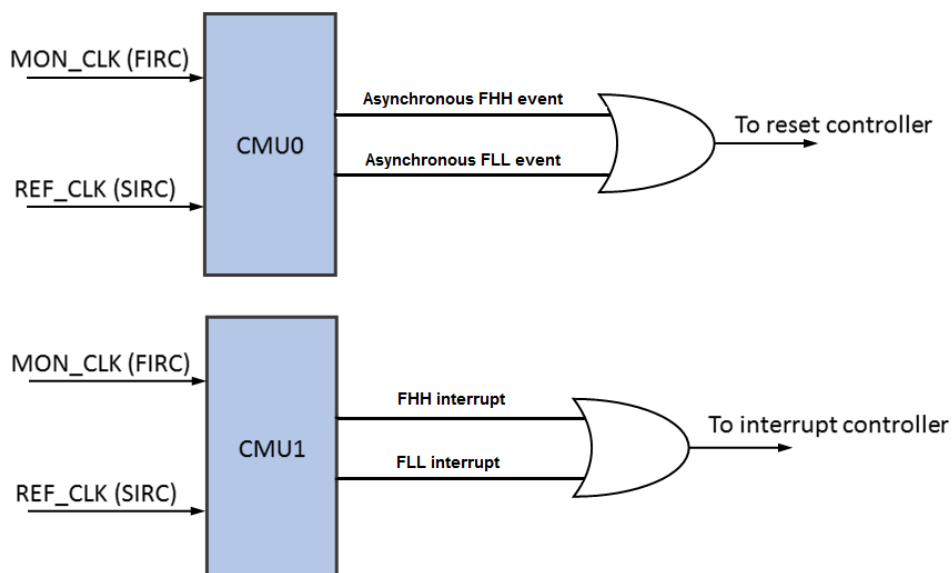 MON_CLK (FIRC)
Asynchronous FHH event
To reset controller
CMU0
Asynchronous FLL event
REF_CLK (SIRC)
MON_CLK (FIRC)
FHH interrupt
To interrupt controller
CMU1
FLL interrupt
REF_CLK (SIRC)